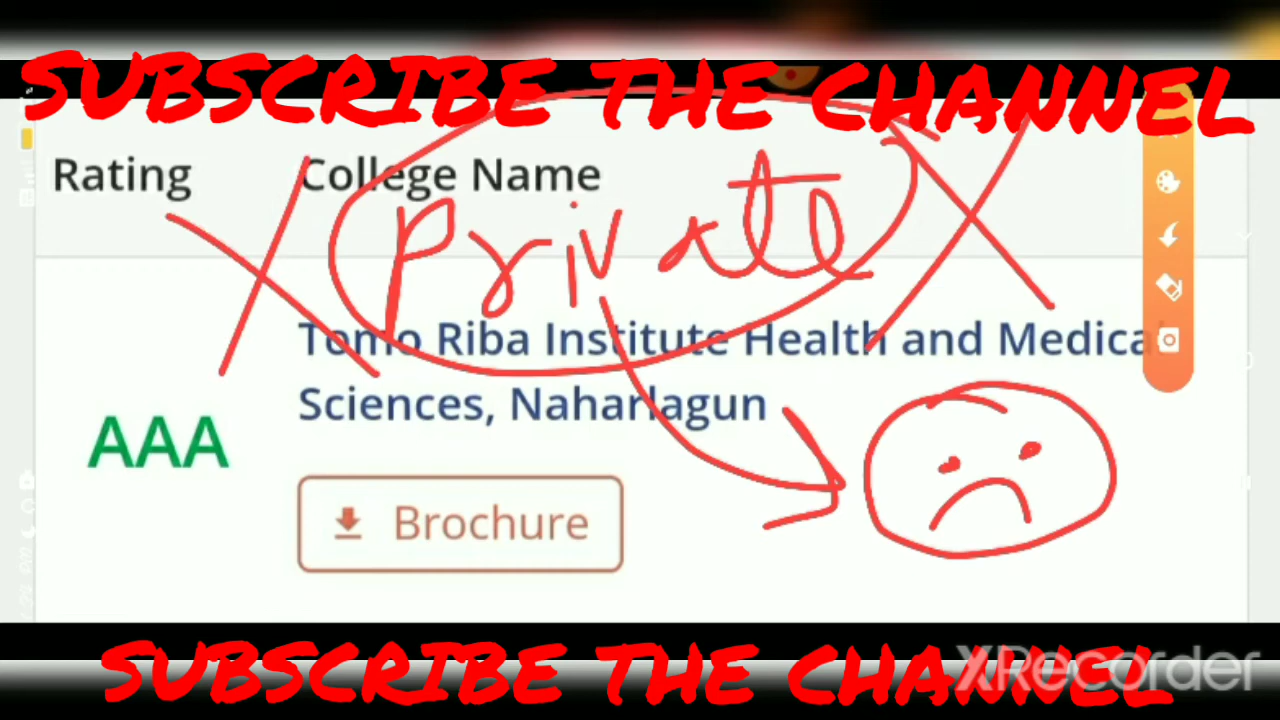 SUBSCRIBE THE CHANNEL
Rating College Name
Private
Tomo Riba Institute Health and Medical
Sciences, Naharlagun
AAA
Brochure
SUBSCRIBE THE CHANNEL
XRecorder